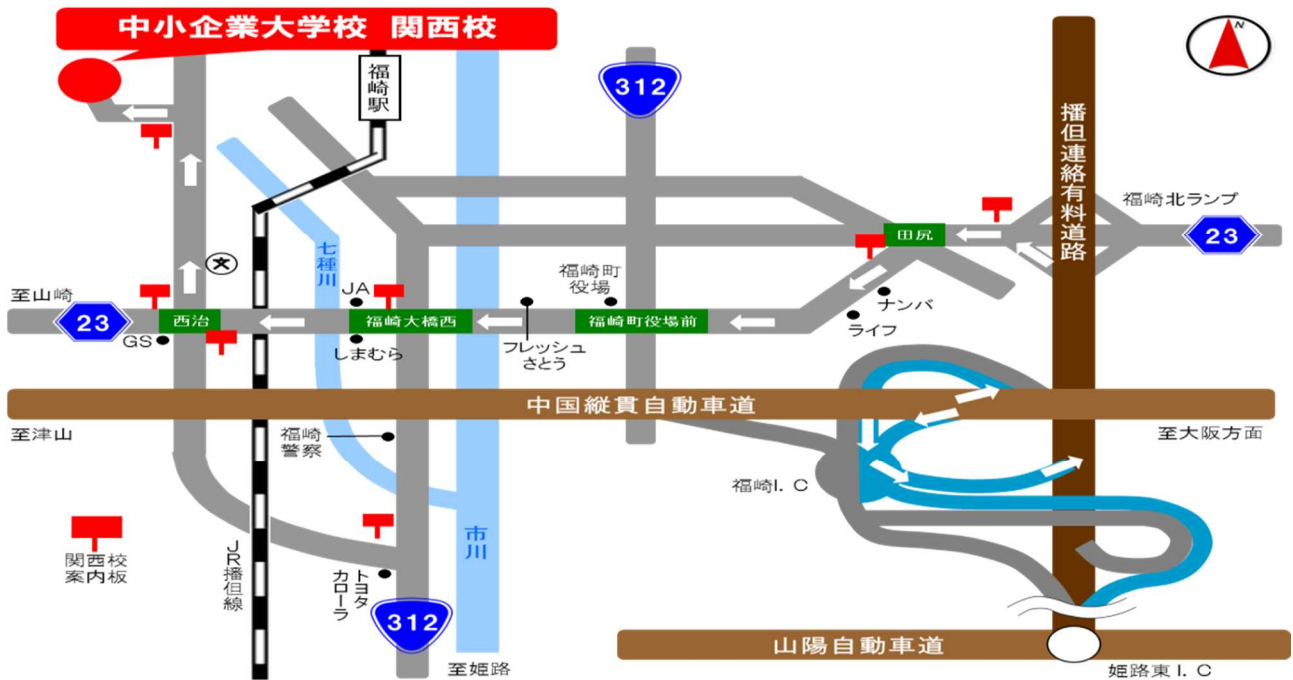 中小企業大学校 関西校
N
福崎駅
312
播但連絡有料道路
福崎北ランプ
23
田尻
七種川
福崎町
役場
ナンバ
ライフ
至山崎
23
西治
文
JA
福崎大橋西
福崎町役場前
GS
しまむら
フレッシュ
さとう
中国縦貫自動車道
至津山
至大阪方面
福崎
警察
福崎I. C
関西校
案内板
JR播但線
トヨタ
カローラ
市川
312
至姫路
山陽自動車道
姫路東 I. C